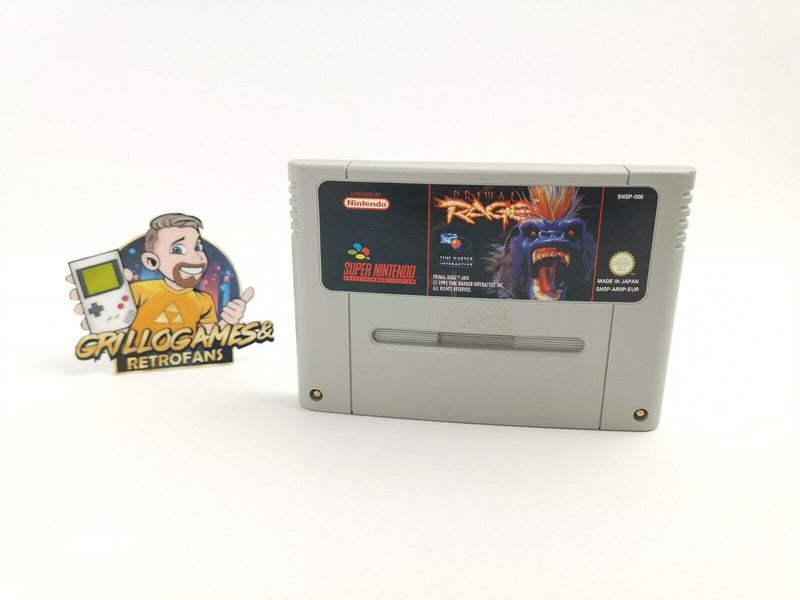 GRILLOGAMES&
RETROFANS
LICENSED BY
Nintendo
SUPER NINTENDO
ENTERTAINMENT SYSTEM
PRIMAL
RAGE
TIME WARNER
INTERACTIVE
PRIMAL RAGE™ AND
© 1995 TIME WARNER INTERACTIVE INC.
ALL RIGHTS RESERVED.
SNSP-006
MADE IN JAPAN
SNSP-AR9P-EUR